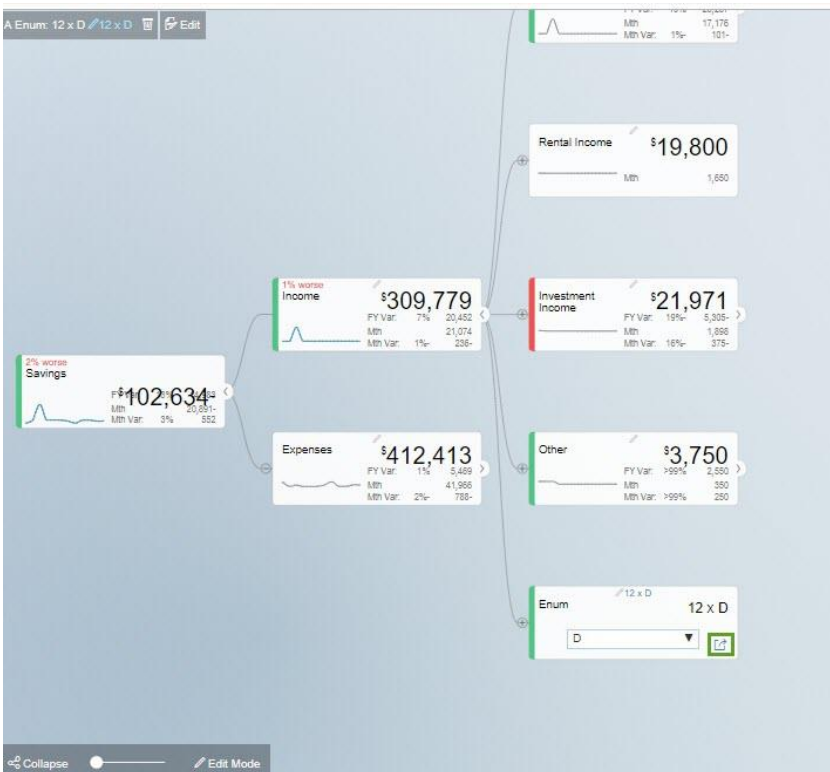 A Enum: 12 x D 12 x D Edit
Mth 17,176
Mth Var: 1%- 101-
Rental Income $19,800
Mth 1,650
1% worse
Income $309,779
FY Var: 7% 20,452
Mth 21,074
Mth Var: 1%- 236-
Investment
Income $21,971
FY Var: 19%- 5,305-
Mth 1,898
Mth Var: 16%- 375-
2% worse
Savings
$102,634-
Mth 20,891-
Mth Var: 3% 552
Expenses $412,413
FY Var: 1% 5,489
Mth 41,966
Mth Var: 2%- 788-
Other $3,750
FY Var: >99% 2,550
Mth 350
Mth Var: >99% 250
12 x D
Enum 12 x D
D
Collapse Edit Mode